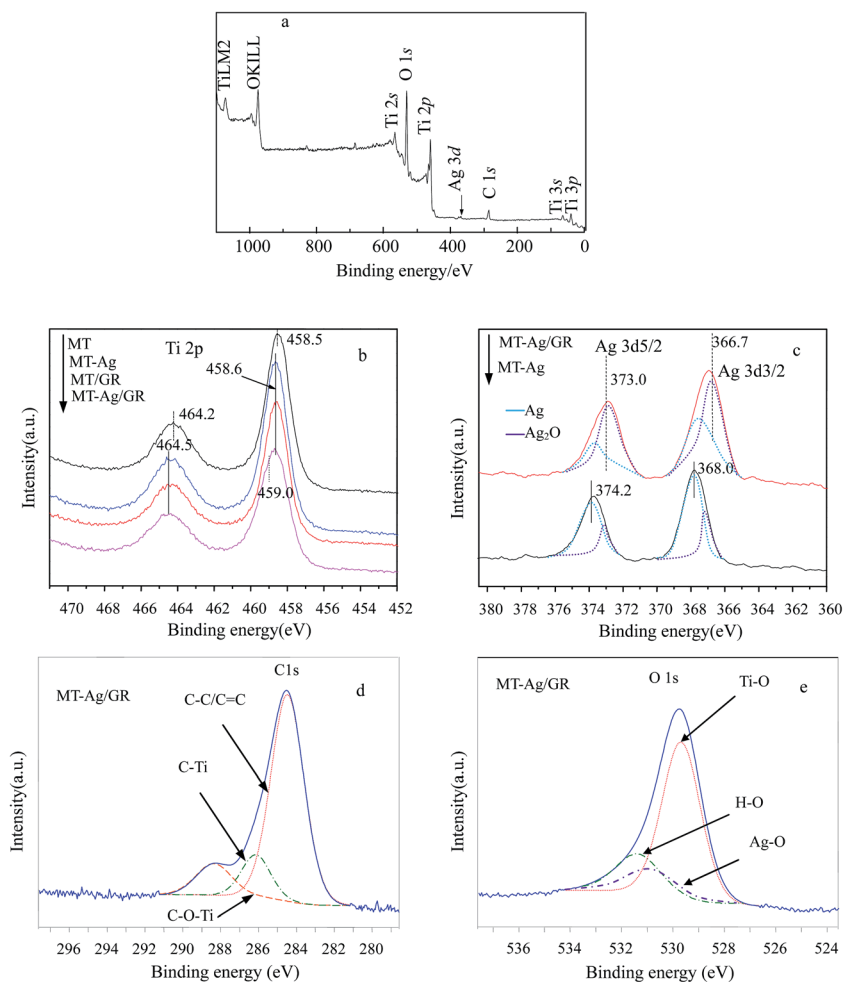 a
TiLM2
OKILL
Ti 2s
O 1s
Ti 2p
Ag 3d
C 1s
Ti 3s
Ti 3p
1000 800 600 400 200 0
Binding energy/eV
MT
MT-Ag
MT/GR
MT-Ag/GR
Ti 2p
b
458.5
458.6
464.2
464.5
459.0
Intensity(a.u.)
470 468 466 464 462 460 458 456 454 452
Binding energy(eV)
MT-Ag/GR
MT-Ag
Ag 3d5/2
366.7
c
373.0
Ag 3d3/2
Ag
Ag2O
374.2
368.0
Intensity(a.u.)
380 378 376 374 372 370 368 366 364 362 360
Binding energy(eV)
C1s
MT-Ag/GR
d
C-C/C=C
C-Ti
C-O-Ti
Intensity(a.u.)
296 294 292 290 288 286 284 282 280
Binding energy (eV)
MT-Ag/GR
O 1s
Ti-O
e
H-O
Ag-O
Intensity(a.u.)
536 534 532 530 528 526 524
Binding energy (eV)